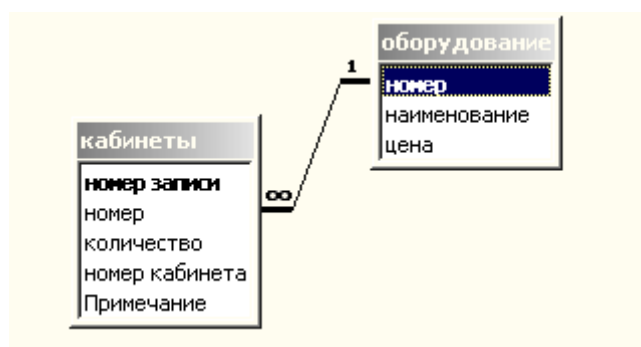 оборудование
1
номер
наименование
цена
кабинеты
номер записи
∞
номер
количество
номер кабинета
Примечание